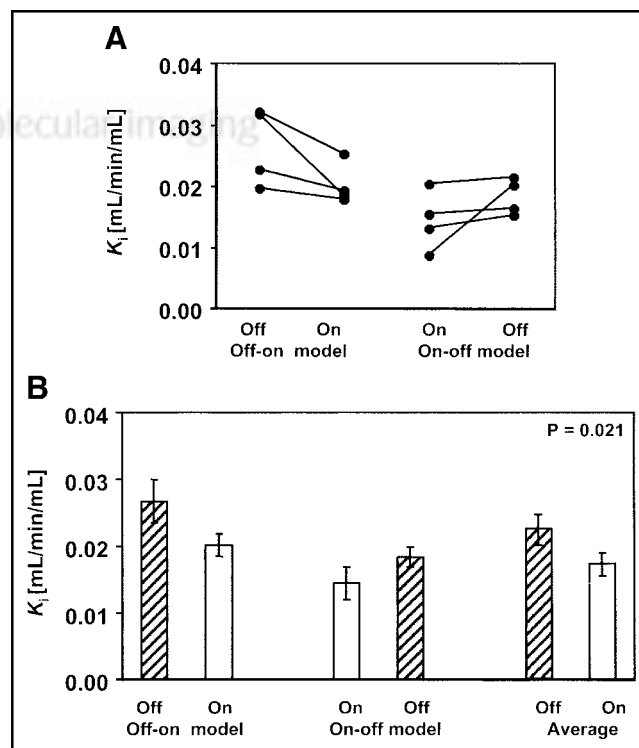 A
0.04
0.03
0.02
0.01
0.00
Ki [mL/min/mL]
Off On On Off
Off-on model On-off model
olecular Imaging
B
0.04
0.03
0.02
0.01
0.00
Ki [mL/min/mL]
P = 0.021
Off On On Off Off On
Off-on model On-off model Average